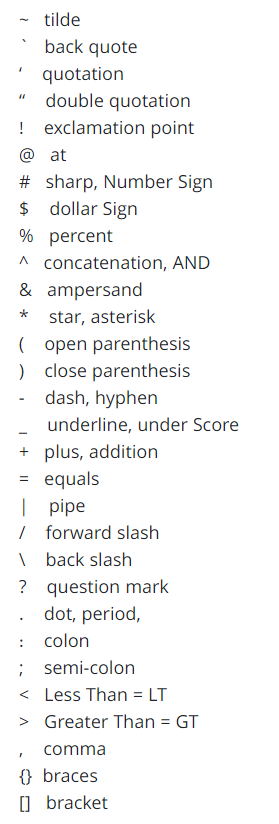 ~ tilde
` back quote
‘ quotation
“ double quotation
! exclamation point
@ at
# sharp, Number Sign
$ dollar Sign
% percent
^ concatenation, AND
& ampersand
* star, asterisk
( open parenthesis
) close parenthesis
- dash, hyphen
_ underline, under Score
+ plus, addition
= equals
| pipe
/ forward slash
\ back slash
? question mark
. dot, period,
: colon
; semi-colon
< Less Than = LT
> Greater Than = GT
, comma
{} braces
[] bracket